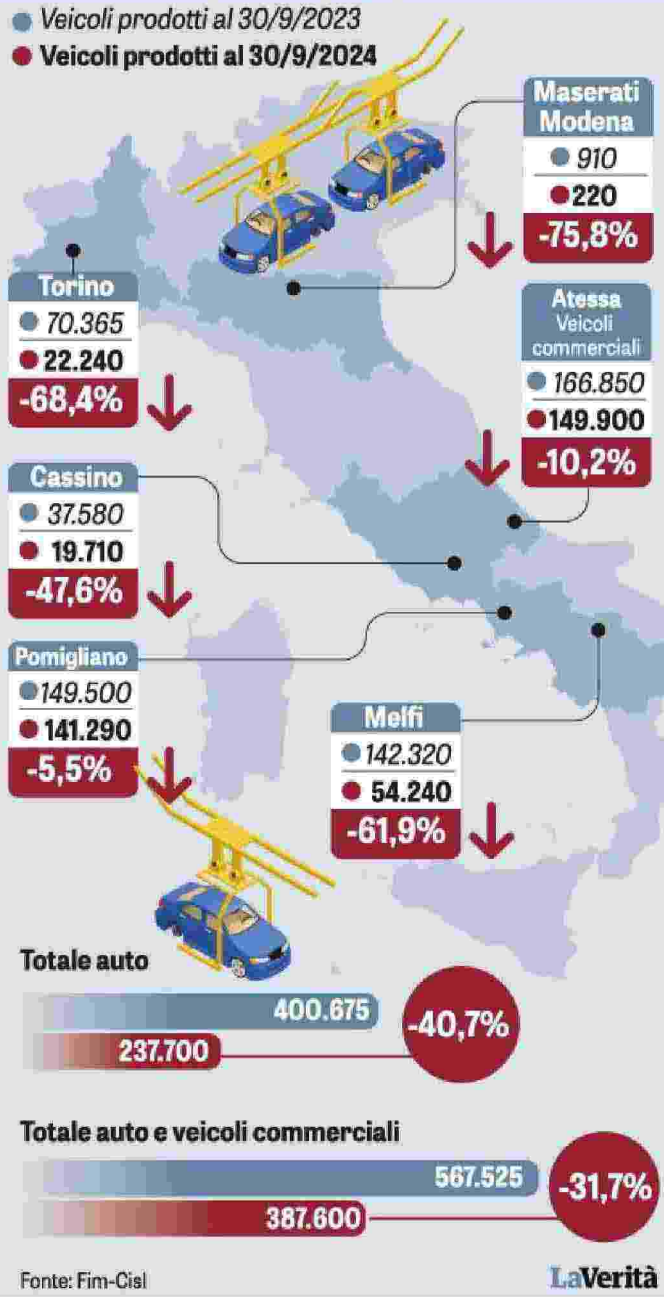 Veicoli prodotti al 30/9/2023
Veicoli prodotti al 30/9/2024
Maserati
Modena
910
220
-75,8%
Torino
70.365
22.240
-68,4%
Atessa
Veicoli
commerciali
166.850
149.900
-10,2%
Cassino
37.580
19.710
-47,6%
Pomigliano
149.500
141.290
-5,5%
Melfi
142.320
54.240
-61,9%
Totale auto
400.675
237.700
-40,7%
Totale auto e veicoli commerciali
567.525
387.600
-31,7%
Fonte: Fim-Cisl
LaVerità